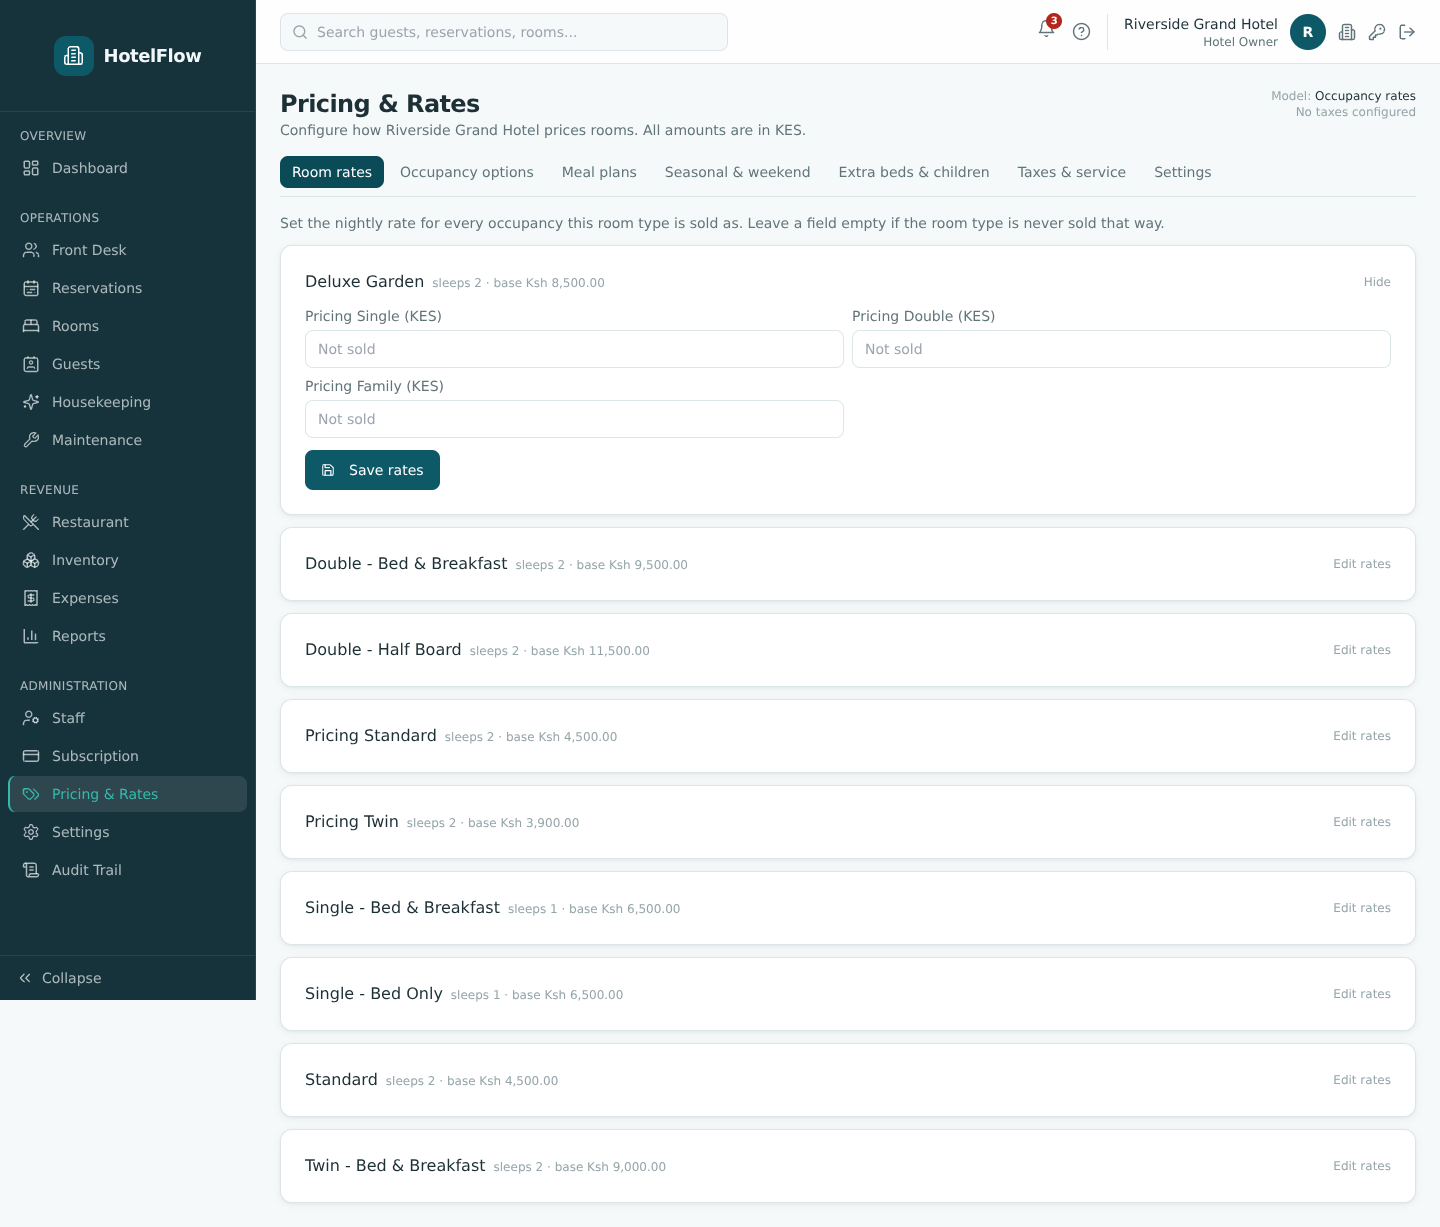 HotelFlow
Search guests, reservations, rooms...
3
Riverside Grand Hotel
Hotel Owner
R
OVERVIEW
Dashboard
OPERATIONS
Front Desk
Reservations
Rooms
Guests
Housekeeping
Maintenance
REVENUE
Restaurant
Inventory
Expenses
Reports
ADMINISTRATION
Staff
Subscription
Pricing & Rates
Settings
Audit Trail
Collapse
Pricing & Rates
Configure how Riverside Grand Hotel prices rooms. All amounts are in KES.
Model: Occupancy rates
No taxes configured
Room rates Occupancy options Meal plans Seasonal & weekend Extra beds & children Taxes & service Settings
Set the nightly rate for every occupancy this room type is sold as. Leave a field empty if the room type is never sold that way.
Deluxe Garden sleeps 2 · base Ksh 8,500.00 Hide
Pricing Single (KES) Pricing Double (KES)
Not sold Not sold
Pricing Family (KES)
Not sold
Save rates
Double - Bed & Breakfast sleeps 2 · base Ksh 9,500.00 Edit rates
Double - Half Board sleeps 2 · base Ksh 11,500.00 Edit rates
Pricing Standard sleeps 2 · base Ksh 4,500.00 Edit rates
Pricing Twin sleeps 2 · base Ksh 3,900.00 Edit rates
Single - Bed & Breakfast sleeps 1 · base Ksh 6,500.00 Edit rates
Single - Bed Only sleeps 1 · base Ksh 6,500.00 Edit rates
Standard sleeps 2 · base Ksh 4,500.00 Edit rates
Twin - Bed & Breakfast sleeps 2 · base Ksh 9,000.00 Edit rates